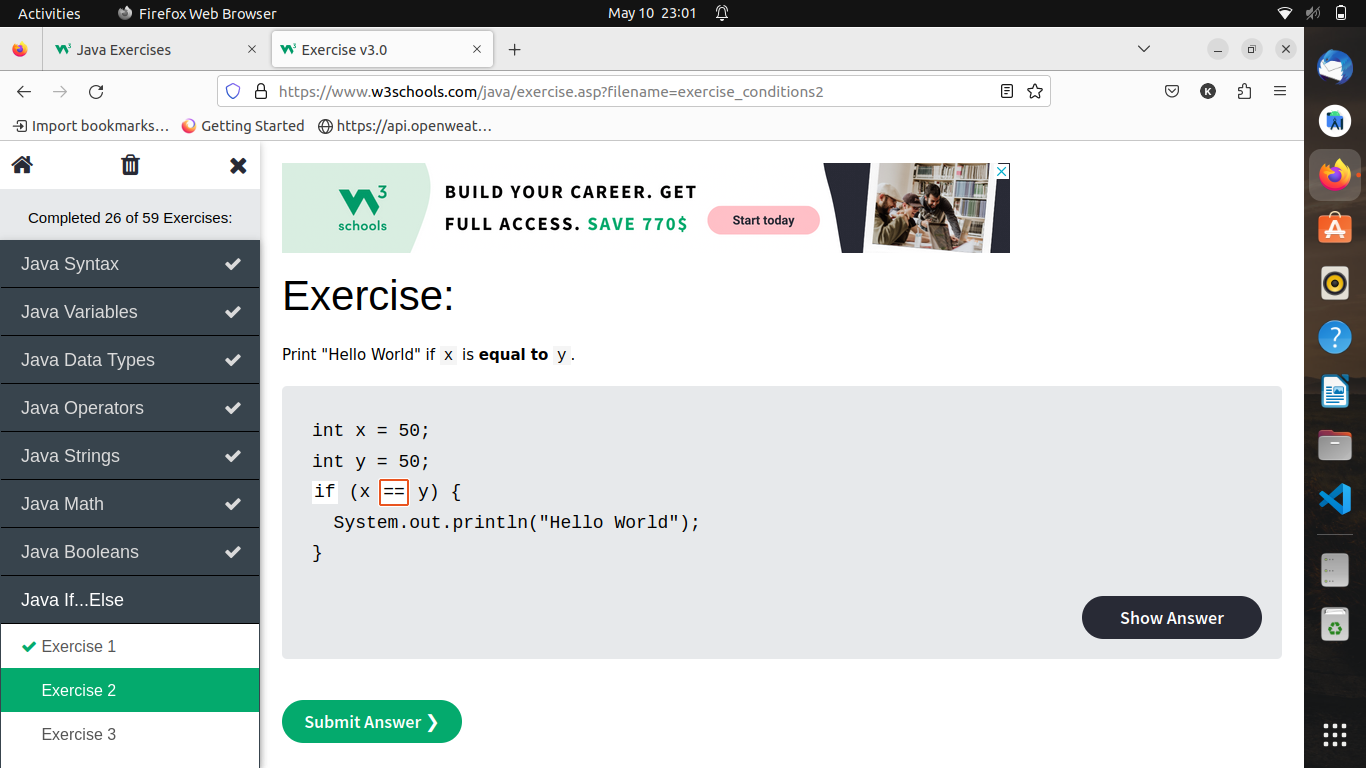 Activities Firefox Web Browser May 10 23:01
Java Exercises Exercise v3.0
https://www.w3schools.com/java/exercise.asp?filename=exercise_conditions2 K
Import bookmarks... Getting Started https://api.openweat...
AI
Completed 26 of 59 Exercises:
Java Syntax
Java Variables
Java Data Types
Java Operators
Java Strings
Java Math
Java Booleans
Java If...Else
Exercise 1
Exercise 2
Exercise 3
3
schools
BUILD YOUR CAREER. GET
FULL ACCESS. SAVE 770$
Start today
Exercise:
Print "Hello World" if x is equal to y.
int x = 50;
int y = 50;
if (x == y) {
System.out.println("Hello World");
}
Show Answer
Submit Answer ❯